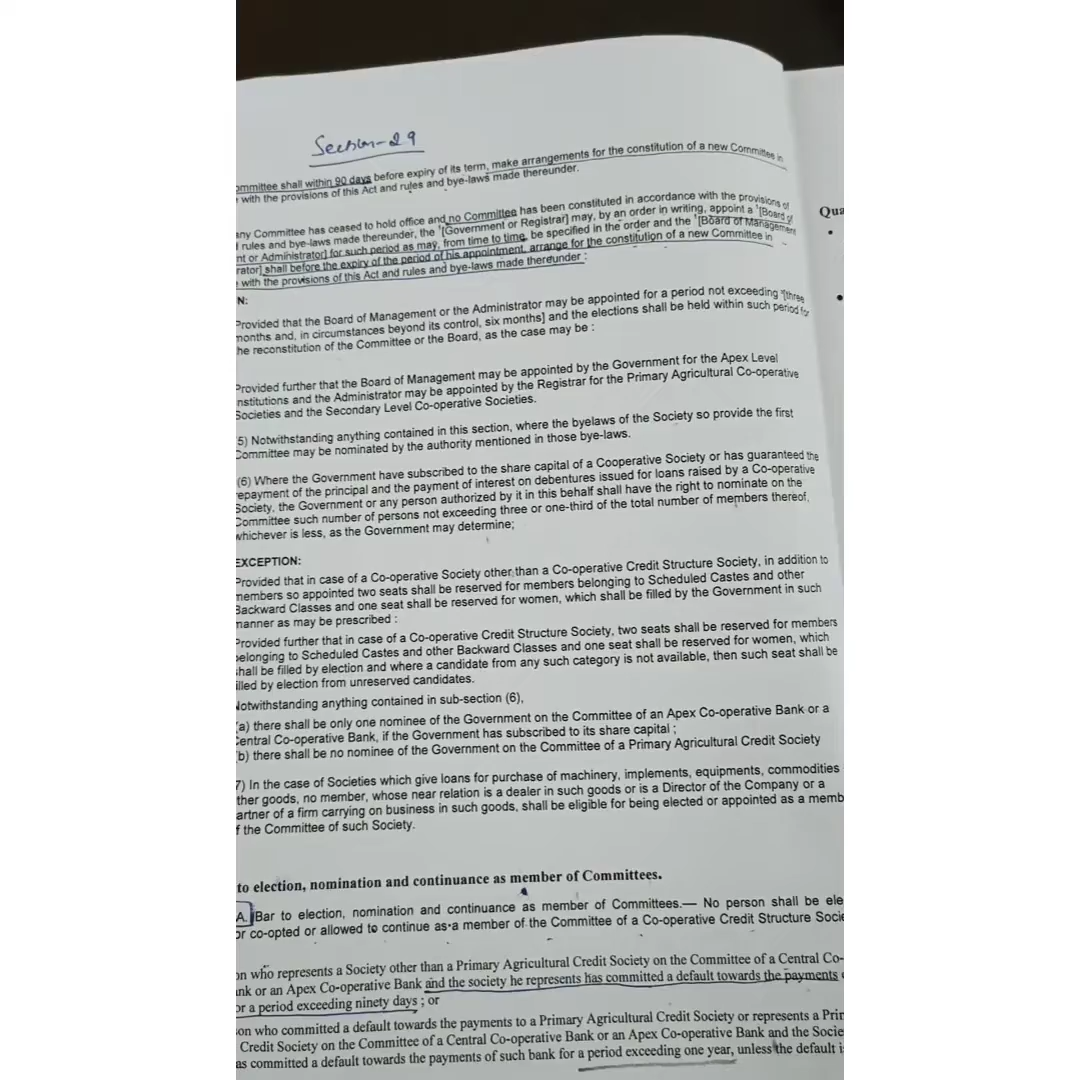 Section-29
ommittee shall within 90 days before expiry of its term, make arrangements for the constitution of a new Committee in
with the provisions of this Act and rules and bye-laws made thereunder.
any Committee has ceased to hold office and no Committee has been constituted in accordance with the provisions of
f rules and bye-laws made thereunder, the [Government or Registrar] may, by an order in writing, appoint a [Board of
nt or Administrator] for such period as may, from time to time, be specified in the order and the [Board of Management
rator] shall before the expiry of the period of his appointment, arrange for the constitution of a new Committee in
with the provisions of this Act and rules and bye-laws made thereunder :
N:
Provided that the Board of Management or the Administrator may be appointed for a period not exceeding [three
months and, in circumstances beyond its control, six months] and the elections shall be held within such period for
he reconstitution of the Committee or the Board, as the case may be :
Provided further that the Board of Management may be appointed by the Government for the Apex Level
nstitutions and the Administrator may be appointed by the Registrar for the Primary Agricultural Co-operative
Societies and the Secondary Level Co-operative Societies.
5) Notwithstanding anything contained in this section, where the byelaws of the Society so provide the first
Committee may be nominated by the authority mentioned in those bye-laws.
(6) Where the Government have subscribed to the share capital of a Cooperative Society or has guaranteed the
epayment of the principal and the payment of interest on debentures issued for loans raised by a Co-operative
Society, the Government or any person authorized by it in this behalf shall have the right to nominate on the
Committee such number of persons not exceeding three or one-third of the total number of members thereof,
whichever is less, as the Government may determine;
EXCEPTION:
Provided that in case of a Co-operative Society other than a Co-operative Credit Structure Society, in addition to
members so appointed two seats shall be reserved for members belonging to Scheduled Castes and other
Backward Classes and one seat shall be reserved for women, which shall be filled by the Government in such
manner as may be prescribed :
Provided further that in case of a Co-operative Credit Structure Society, two seats shall be reserved for members
belonging to Scheduled Castes and other Backward Classes and one seat shall be reserved for women, which
shall be filled by election and where a candidate from any such category is not available, then such seat shall be
illed by election from unreserved candidates.
Notwithstanding anything contained in sub-section (6),
(a) there shall be only one nominee of the Government on the Committee of an Apex Co-operative Bank or a
Central Co-operative Bank, if the Government has subscribed to its share capital ;
(b) there shall be no nominee of the Government on the Committee of a Primary Agricultural Credit Society
7) In the case of Societies which give loans for purchase of machinery, implements, equipments, commodities
ther goods, no member, whose near relation is a dealer in such goods or is a Director of the Company or a
artner of a firm carrying on business in such goods, shall be eligible for being elected or appointed as a memb
f the Committee of such Society.
to election, nomination and continuance as member of Committees.
A. Bar to election, nomination and continuance as member of Committees.— No person shall be ele
or co-opted or allowed to continue as a member of the Committee of a Co-operative Credit Structure Socie
on who represents a Society other than a Primary Agricultural Credit Society on the Committee of a Central Co-
nk or an Apex Co-operative Bank and the society he represents has committed a default towards the payments
or a period exceeding ninety days ; or
on who committed a default towards the payments to a Primary Agricultural Credit Society or represents a Prir
Credit Society on the Committee of a Central Co-operative Bank or an Apex Co-operative Bank and the Socie
as committed a default towards the payments of such bank for a period exceeding one year, unless the default i
Qua